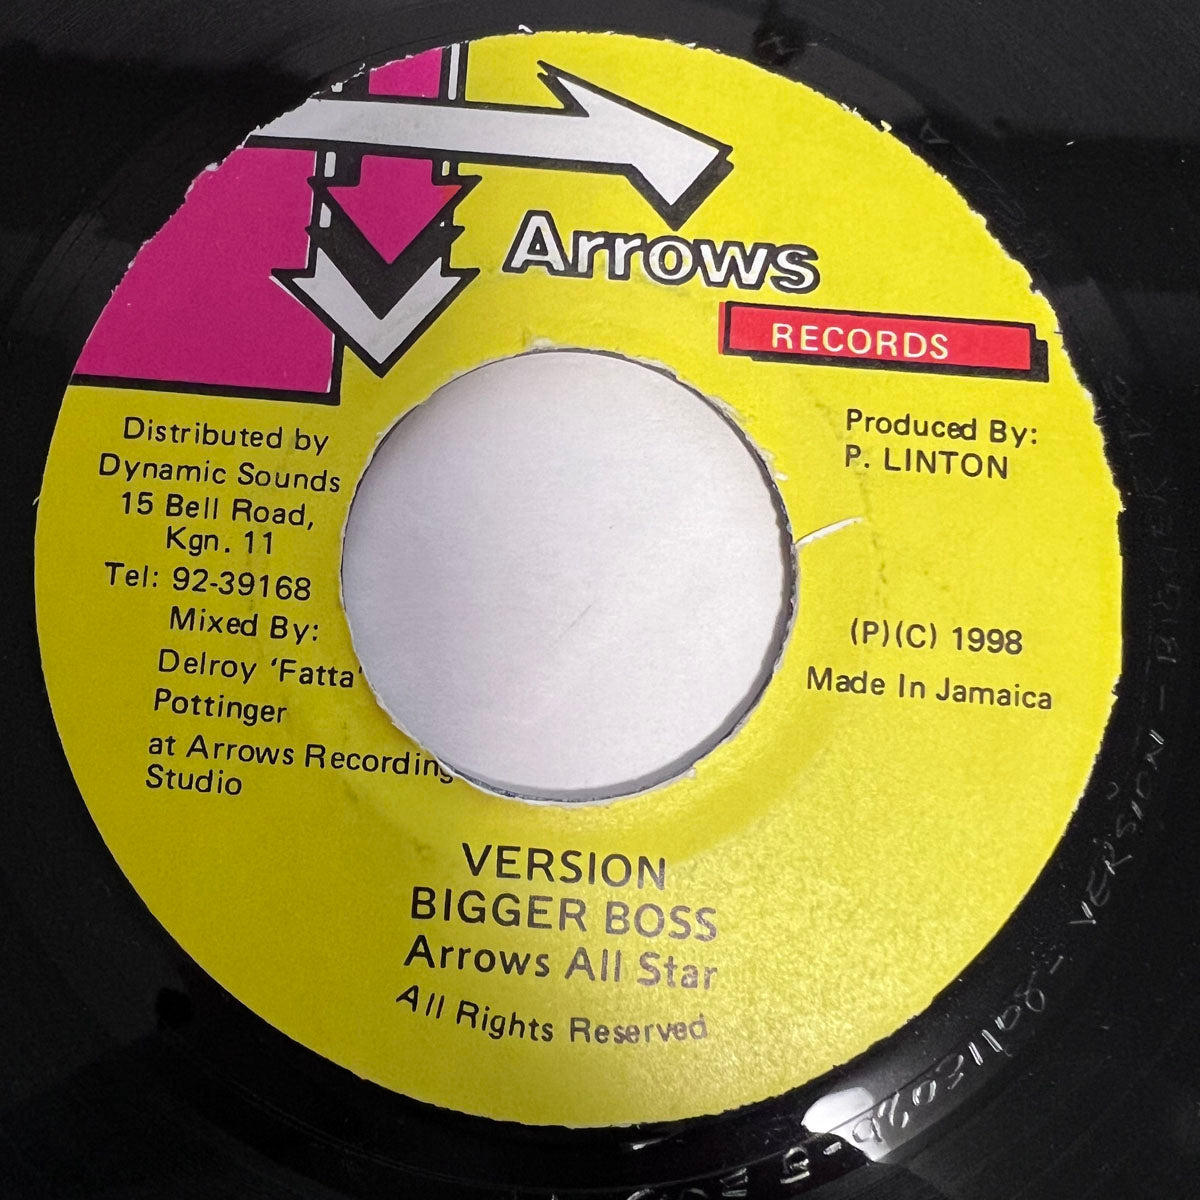 Arrows
RECORDS
Distributed by
Dynamic Sounds
15 Bell Road,
Kgn. 11
Tel: 92-39168
Mixed By:
Delroy 'Fatta'
Pottinger
at Arrows Recording
Studio
Produced By:
P. LINTON
(P)(C) 1998
Made In Jamaica
VERSION
BIGGER BOSS
Arrows All Star
All Rights Reserved
VERSION